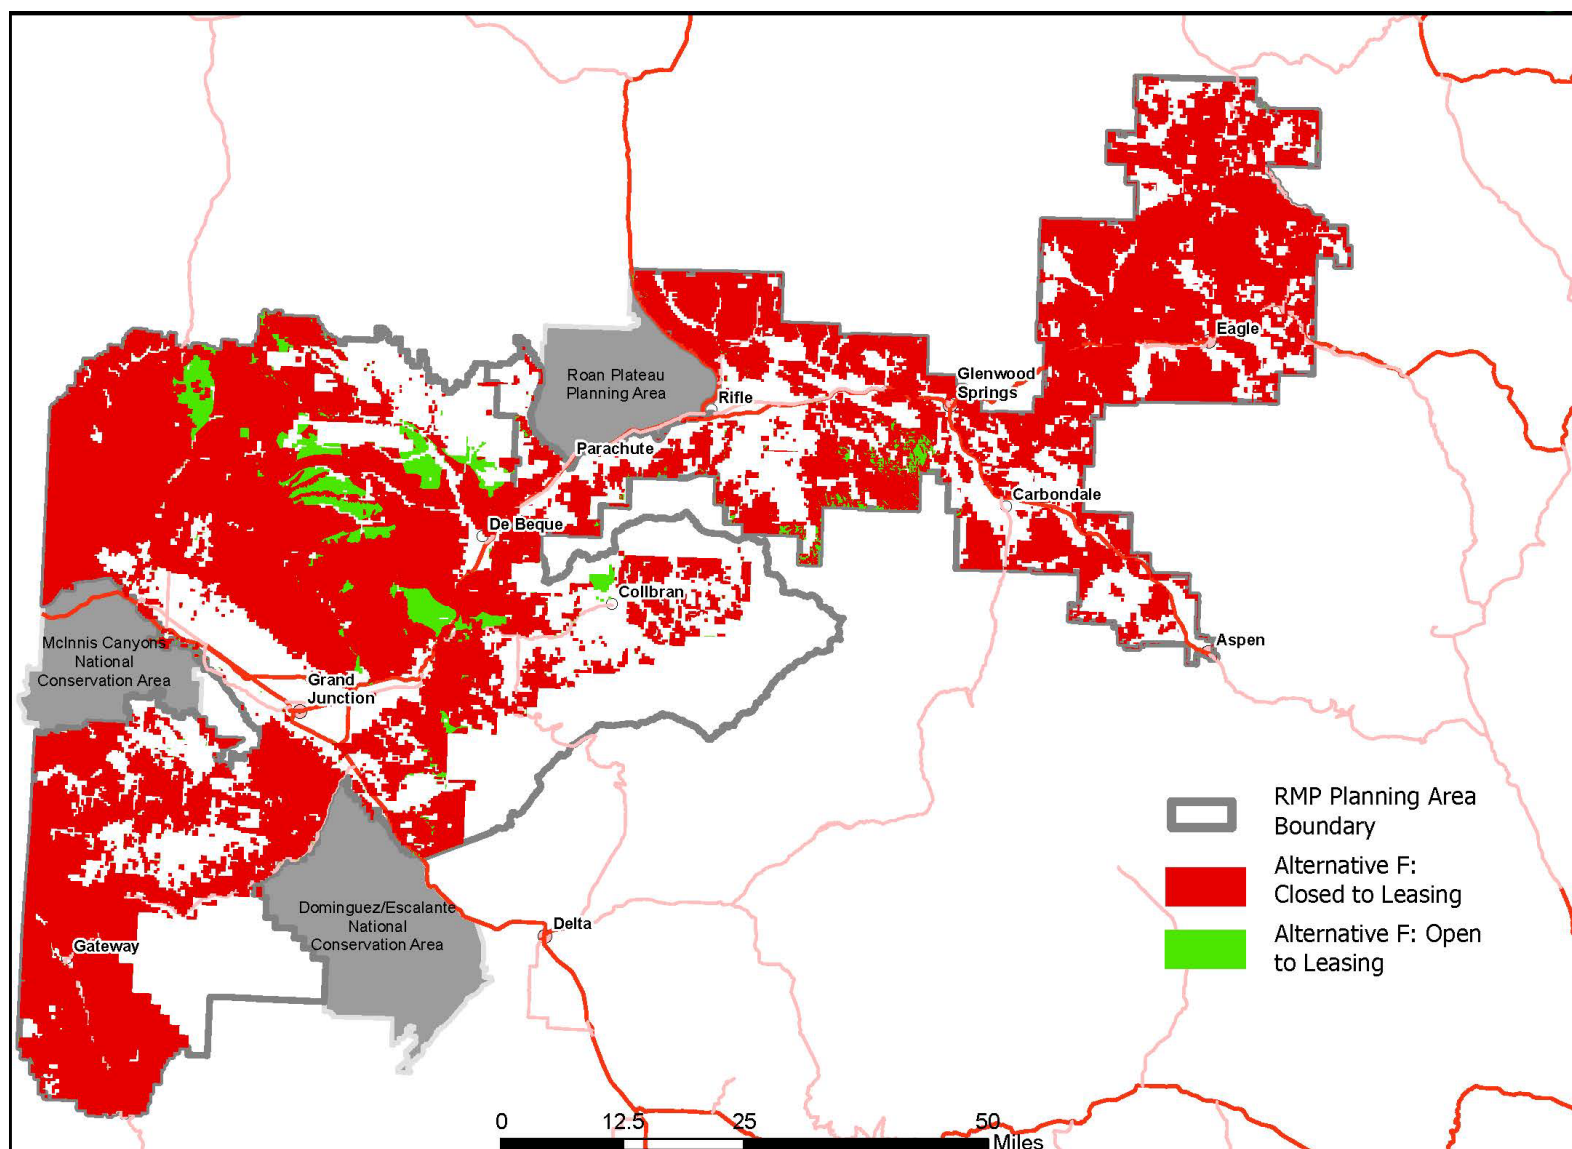 Eagle
Roan Plateau
Planning Area
Glenwood
Springs
Rifle
Parachute
Carbondale
De Beque
Collbran
McInnis Canyons
National
Conservation Area
Aspen
Grand
Junction
RMP Planning Area
Boundary
Alternative F:
Closed to Leasing
Alternative F: Open
to Leasing
Dominguez/Escalante
National
Conservation Area
Delta
Gateway
0 12.5 25 50
Miles